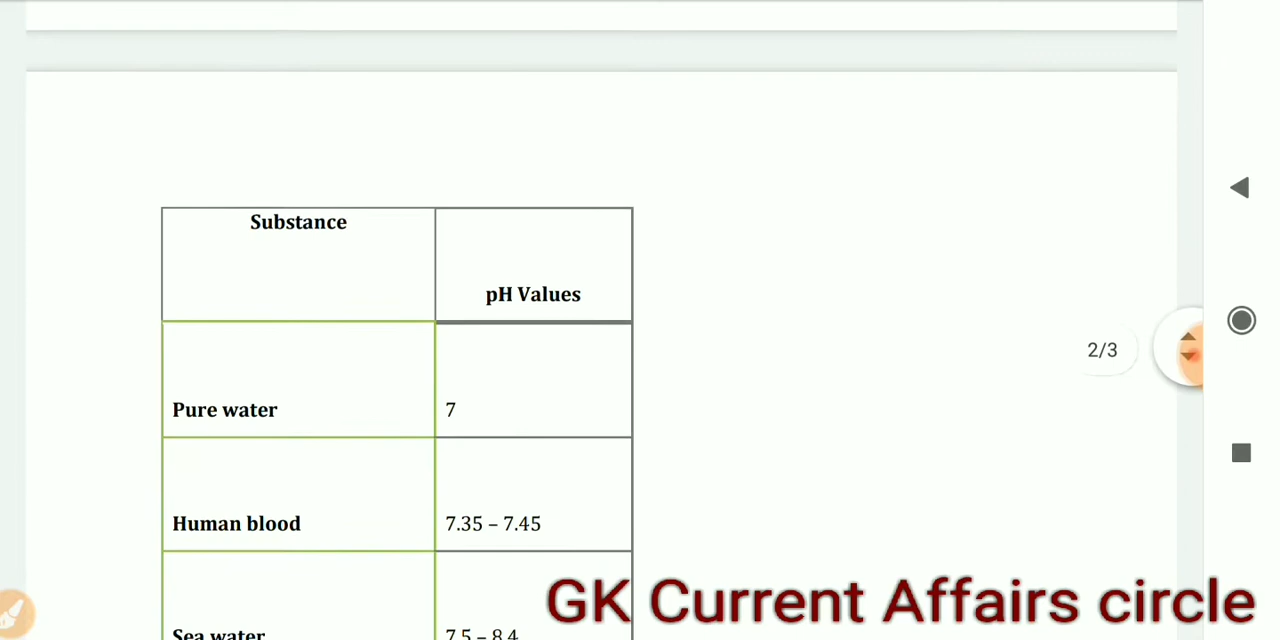 Substance
pH Values
Pure water 7
Human blood 7.35 – 7.45
Sea water 7.5 – 8.4
2/3
GK Current Affairs circle